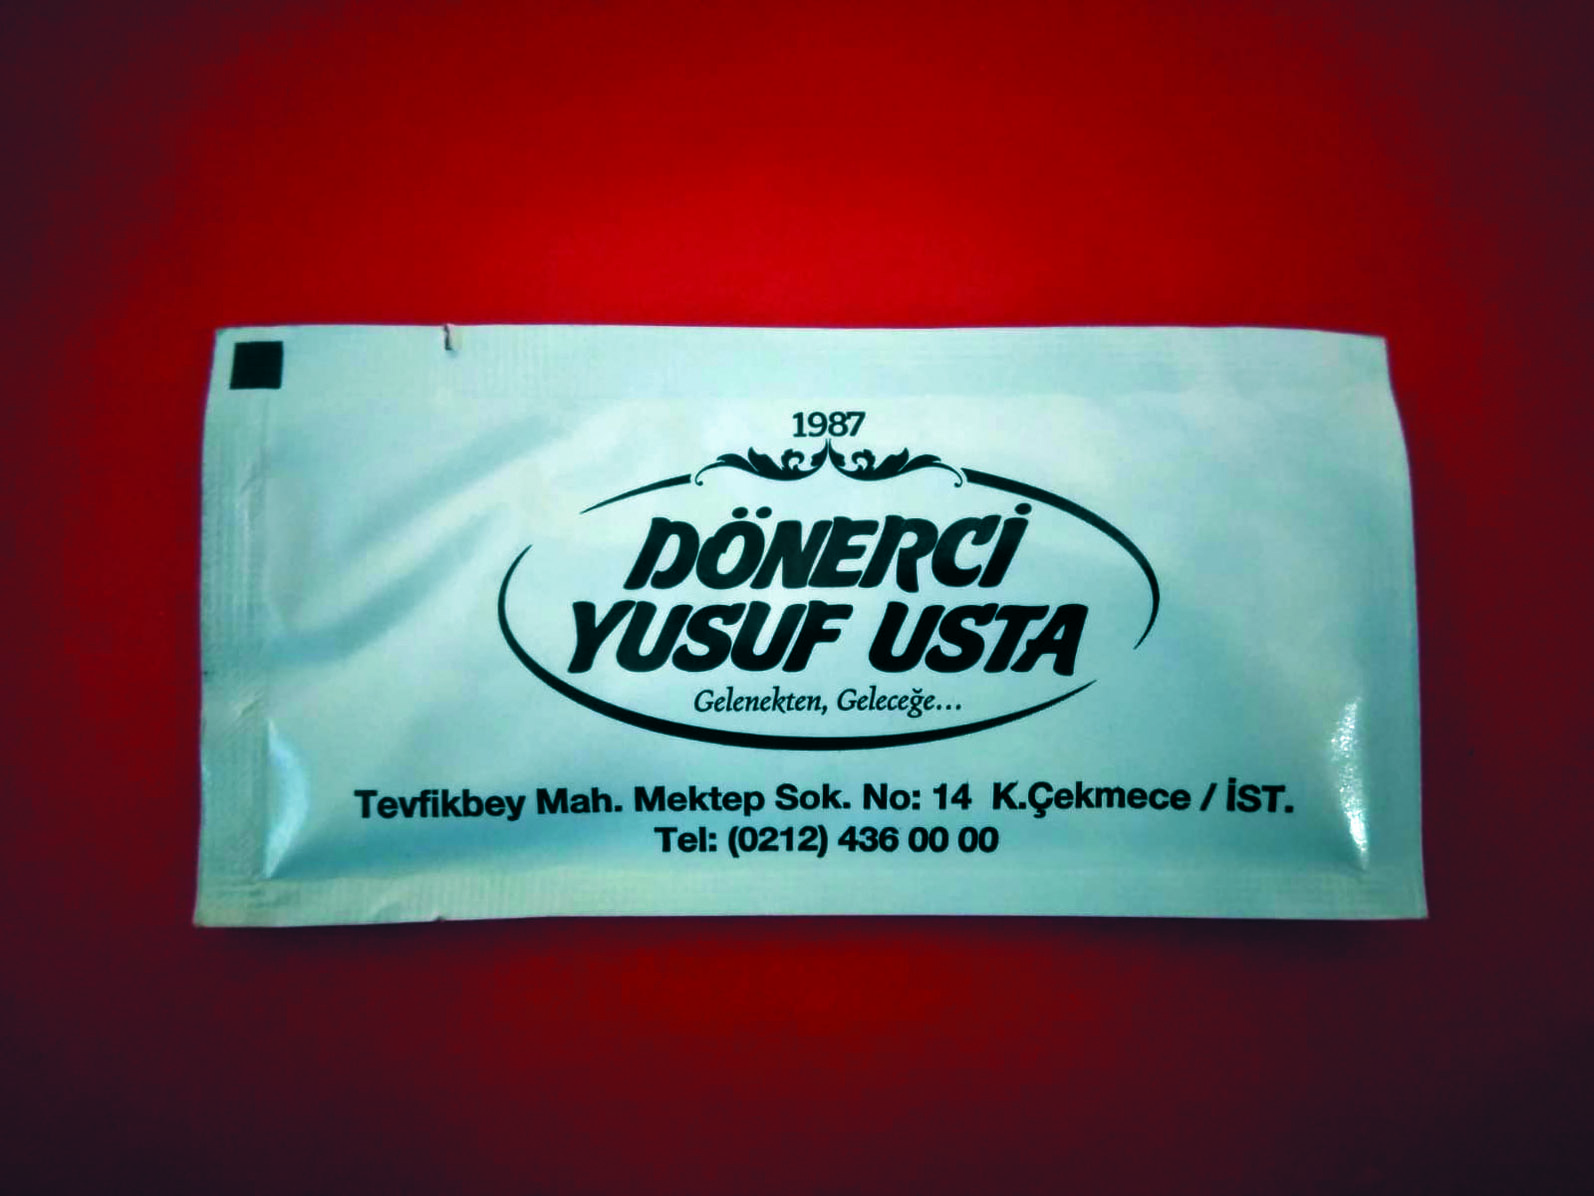 1987
DÖNERCİ
YUSUF USTA
Gelenekten, Geleceğe...
Tevfikbey Mah. Mektep Sok. No: 14 K.Çekmece / İST.
Tel: (0212) 436 00 00